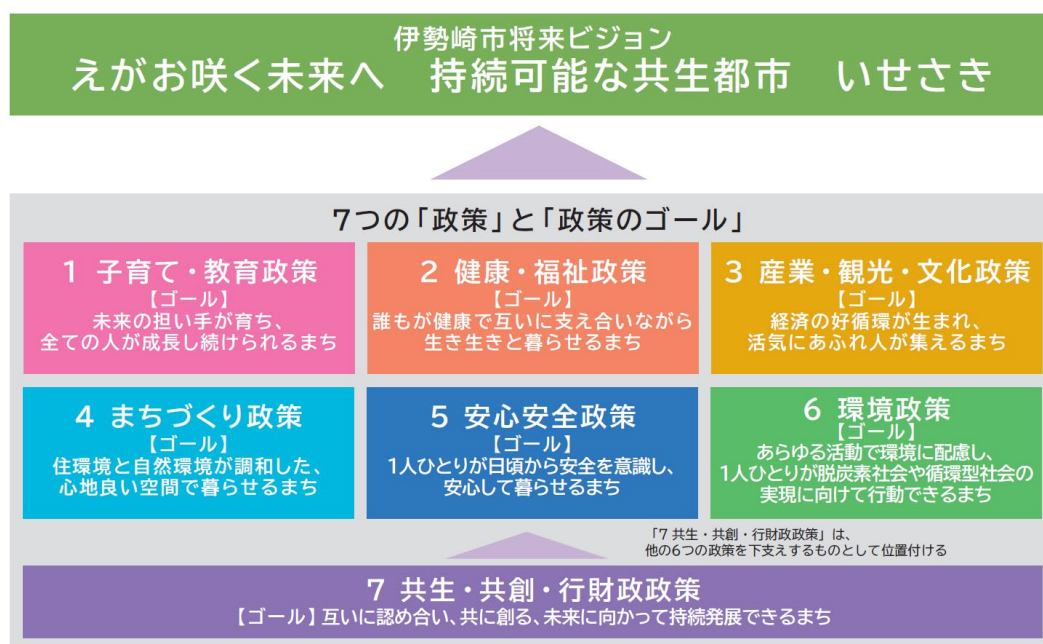 伊勢崎市将来ビジョン
えがお咲く未来へ　持続可能な共生都市　いせさき
7つの「政策」と「政策のゴール」
1 子育て・教育政策
【ゴール】
未来の担い手が育ち、
全ての人が成長し続けられるまち
2 健康・福祉政策
【ゴール】
誰もが健康で互いに支え合いながら
生き生きと暮らせるまち
3 産業・観光・文化政策
【ゴール】
経済の好循環が生まれ、
活気にあふれ人が集えるまち
4 まちづくり政策
【ゴール】
住環境と自然環境が調和した、
心地良い空間で暮らせるまち
5 安心安全政策
【ゴール】
1人ひとりが日頃から安全を意識し、
安心して暮らせるまち
6 環境政策
【ゴール】
あらゆる活動で環境に配慮し、
1人ひとりが脱炭素社会や循環型社会の
実現に向けて行動できるまち
「7 共生・共創・行財政政策」は、
他の6つの政策を下支えするものとして位置付ける
7 共生・共創・行財政政策
【ゴール】互いに認め合い、共に創る、未来に向かって持続発展できるまち